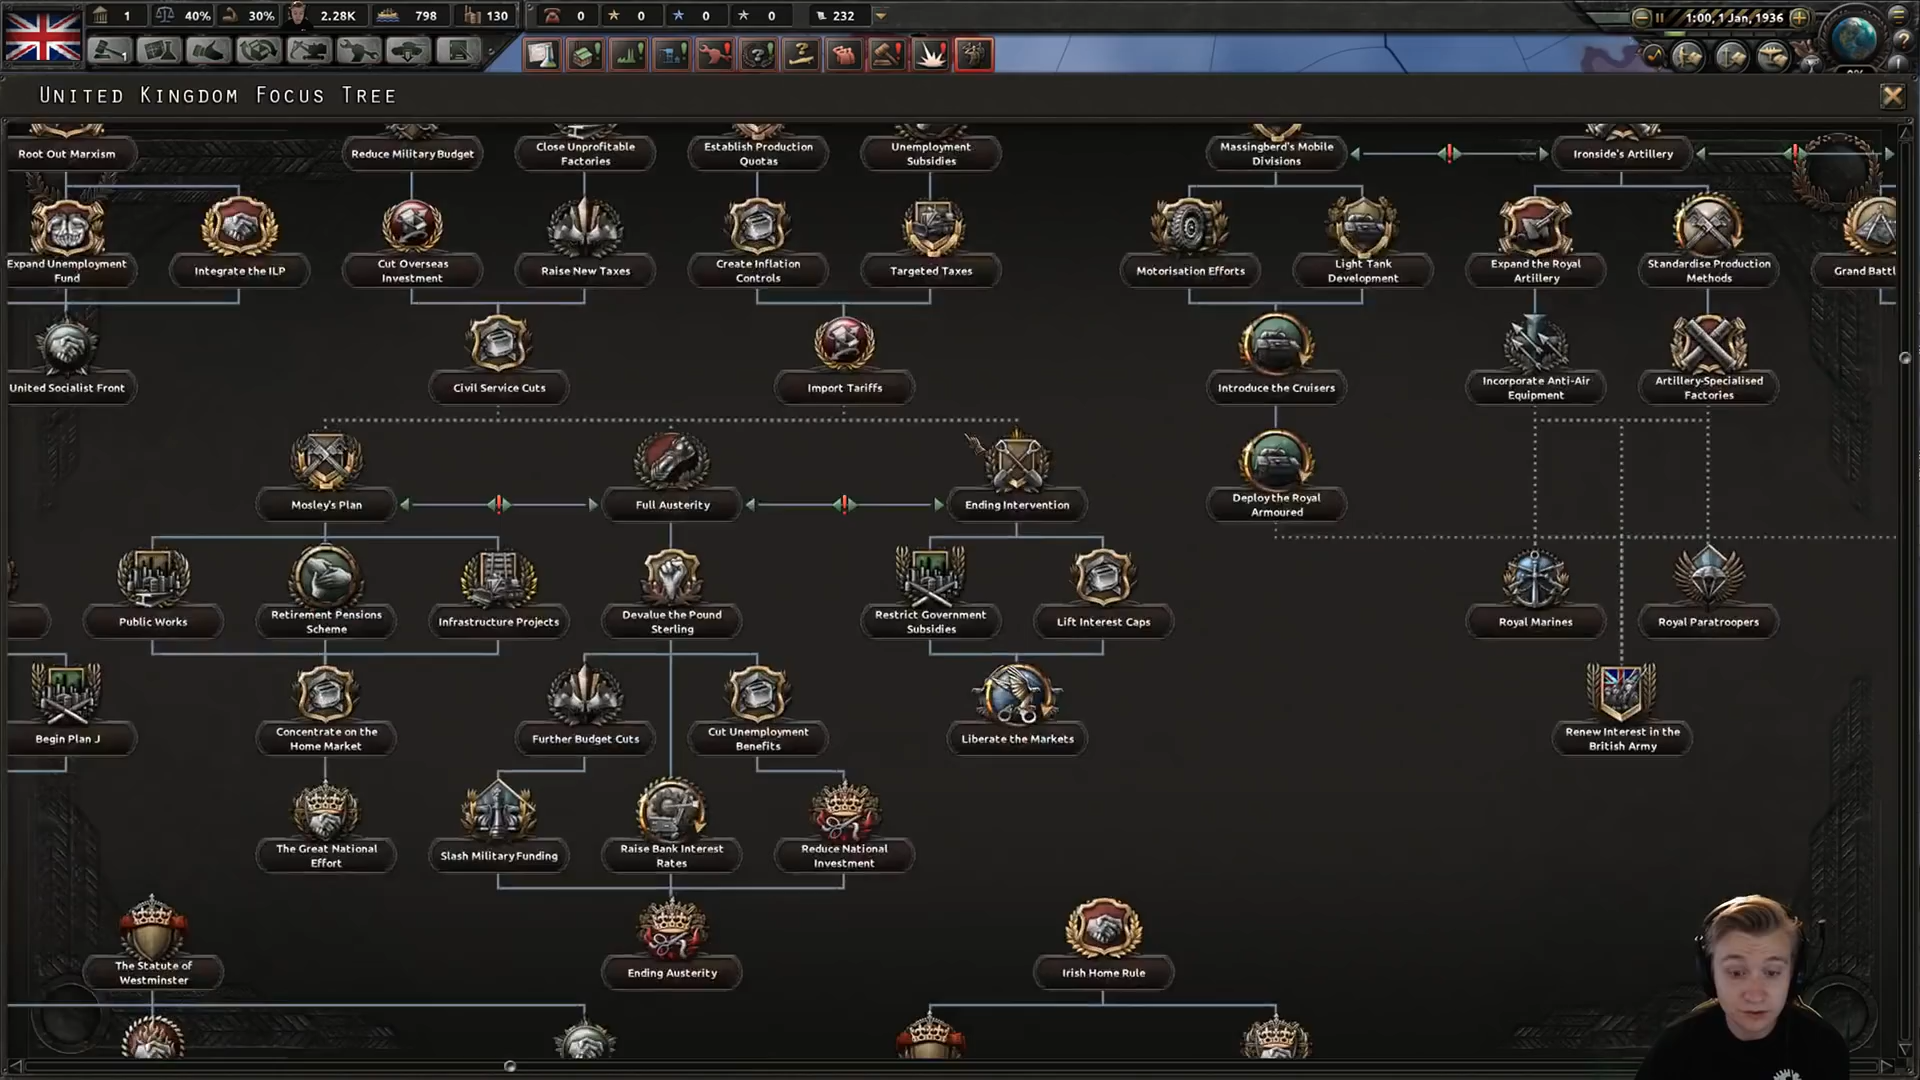 1
40%
30%
2.28K
798
130
0
0
0
0
232
1:00, 1 Jan, 1936
1
United Kingdom Focus Tree
Root Out Marxism
Reduce Military Budget
Close Unprofitable
Factories
Establish Production
Quotas
Unemployment
Subsidies
Massingberd's Mobile
Divisions
Ironside's Artillery
Expand Unemployment
Fund
Integrate the ILP
Cut Overseas
Investment
Raise New Taxes
Create Inflation
Controls
Targeted Taxes
Motorisation Efforts
Light Tank
Development
Expand the Royal
Artillery
Standardise Production
Methods
Grand Battl
United Socialist Front
Civil Service Cuts
Import Tariffs
Introduce the Cruisers
Incorporate Anti-Air
Equipment
Artillery-Specialised
Factories
Mosley's Plan
Full Austerity
Ending Intervention
Deploy the Royal
Armoured
Public Works
Retirement Pensions
Scheme
Infrastructure Projects
Devalue the Pound
Sterling
Restrict Government
Subsidies
Lift Interest Caps
Royal Marines
Royal Paratroopers
Begin Plan J
Concentrate on the
Home Market
Further Budget Cuts
Cut Unemployment
Benefits
Liberate the Markets
Renew Interest in the
British Army
The Great National
Effort
Slash Military Funding
Raise Bank Interest
Rates
Reduce National
Investment
The Statute of
Westminster
Ending Austerity
Irish Home Rule